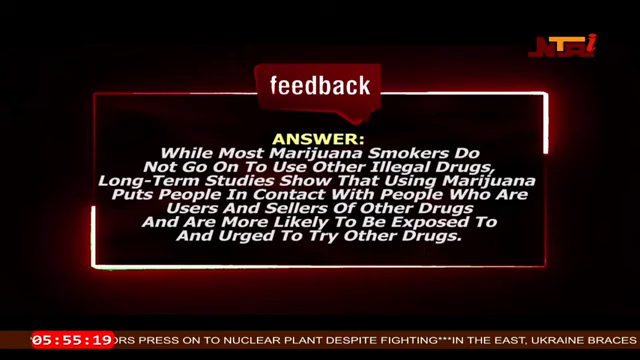 NTAi
feedback
ANSWER:
While Most Marijuana Smokers Do
Not Go On To Use Other Illegal Drugs,
Long-Term Studies Show That Using Marijuana
Puts People In Contact With People Who Are
Users And Sellers Of Other Drugs
And Are More Likely To Be Exposed To
And Urged To Try Other Drugs.
05:55:19 ORS PRESS ON TO NUCLEAR PLANT DESPITE FIGHTING***IN THE EAST, UKRAINE BRACES